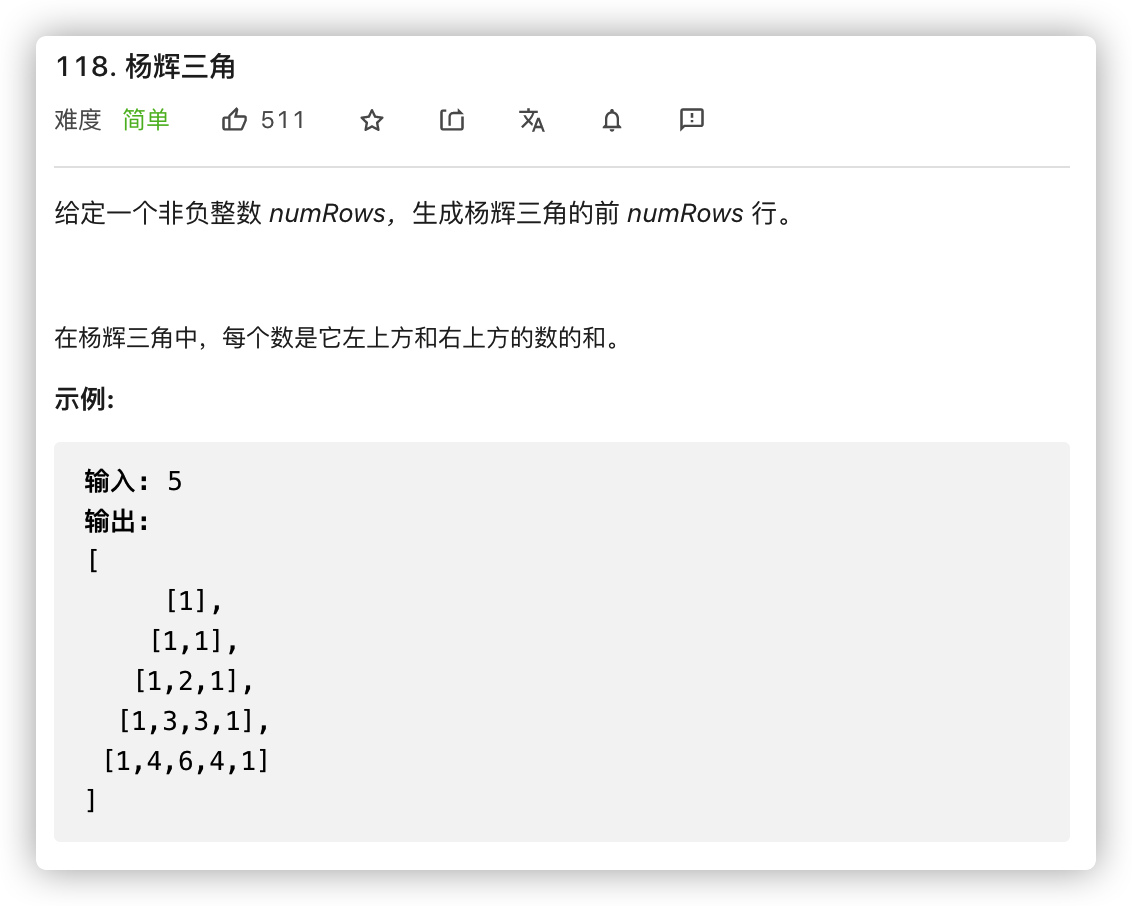 118. 杨辉三角
难度 简单 511
给定一个非负整数 numRows，生成杨辉三角的前 numRows 行。
在杨辉三角中，每个数是它左上方和右上方的数的和。
示例:
输入: 5
输出:
[
[1],
[1,1],
[1,2,1],
[1,3,3,1],
[1,4,6,4,1]
]